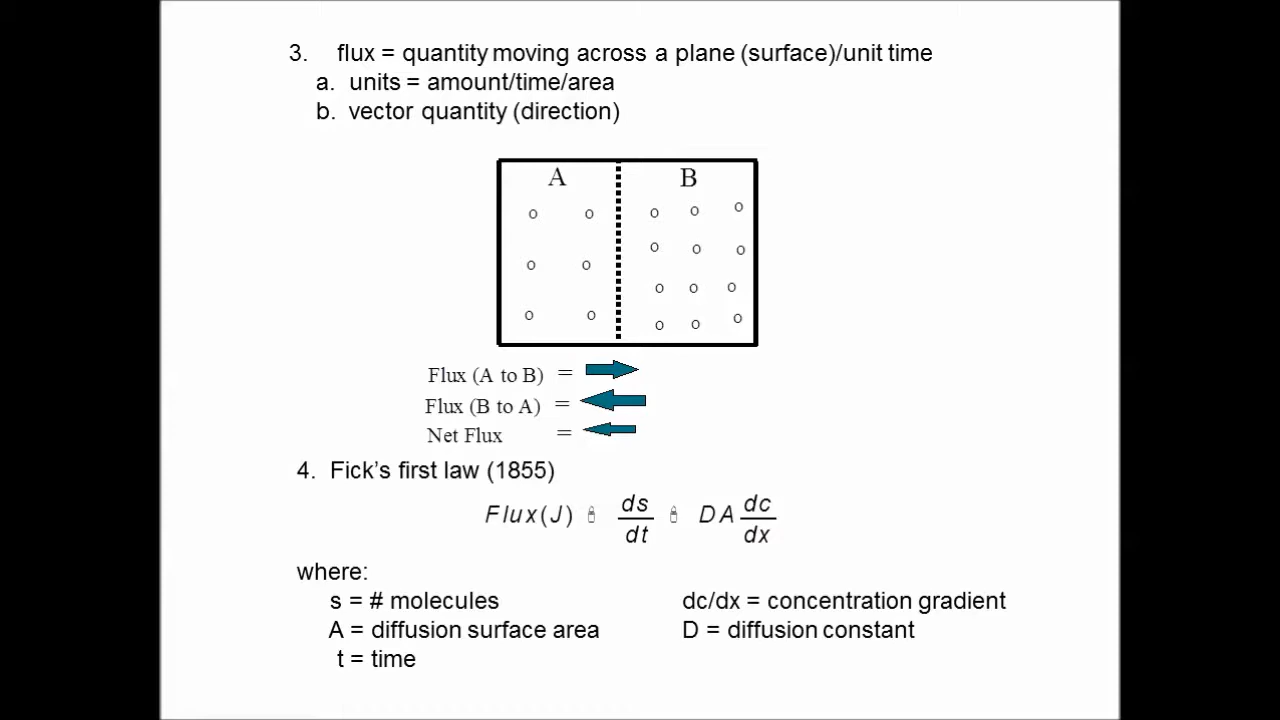 3. flux = quantity moving across a plane (surface)/unit time
a. units = amount/time/area
b. vector quantity (direction)
A B
o o o o o
o o o
o o o o o
o o o o o
Flux (A to B) =
Flux (B to A) =
Net Flux =
4. Fick's first law (1855)
Flux(J) ds/dt DA dc/dx
where:
s = # molecules dc/dx = concentration gradient
A = diffusion surface area D = diffusion constant
t = time